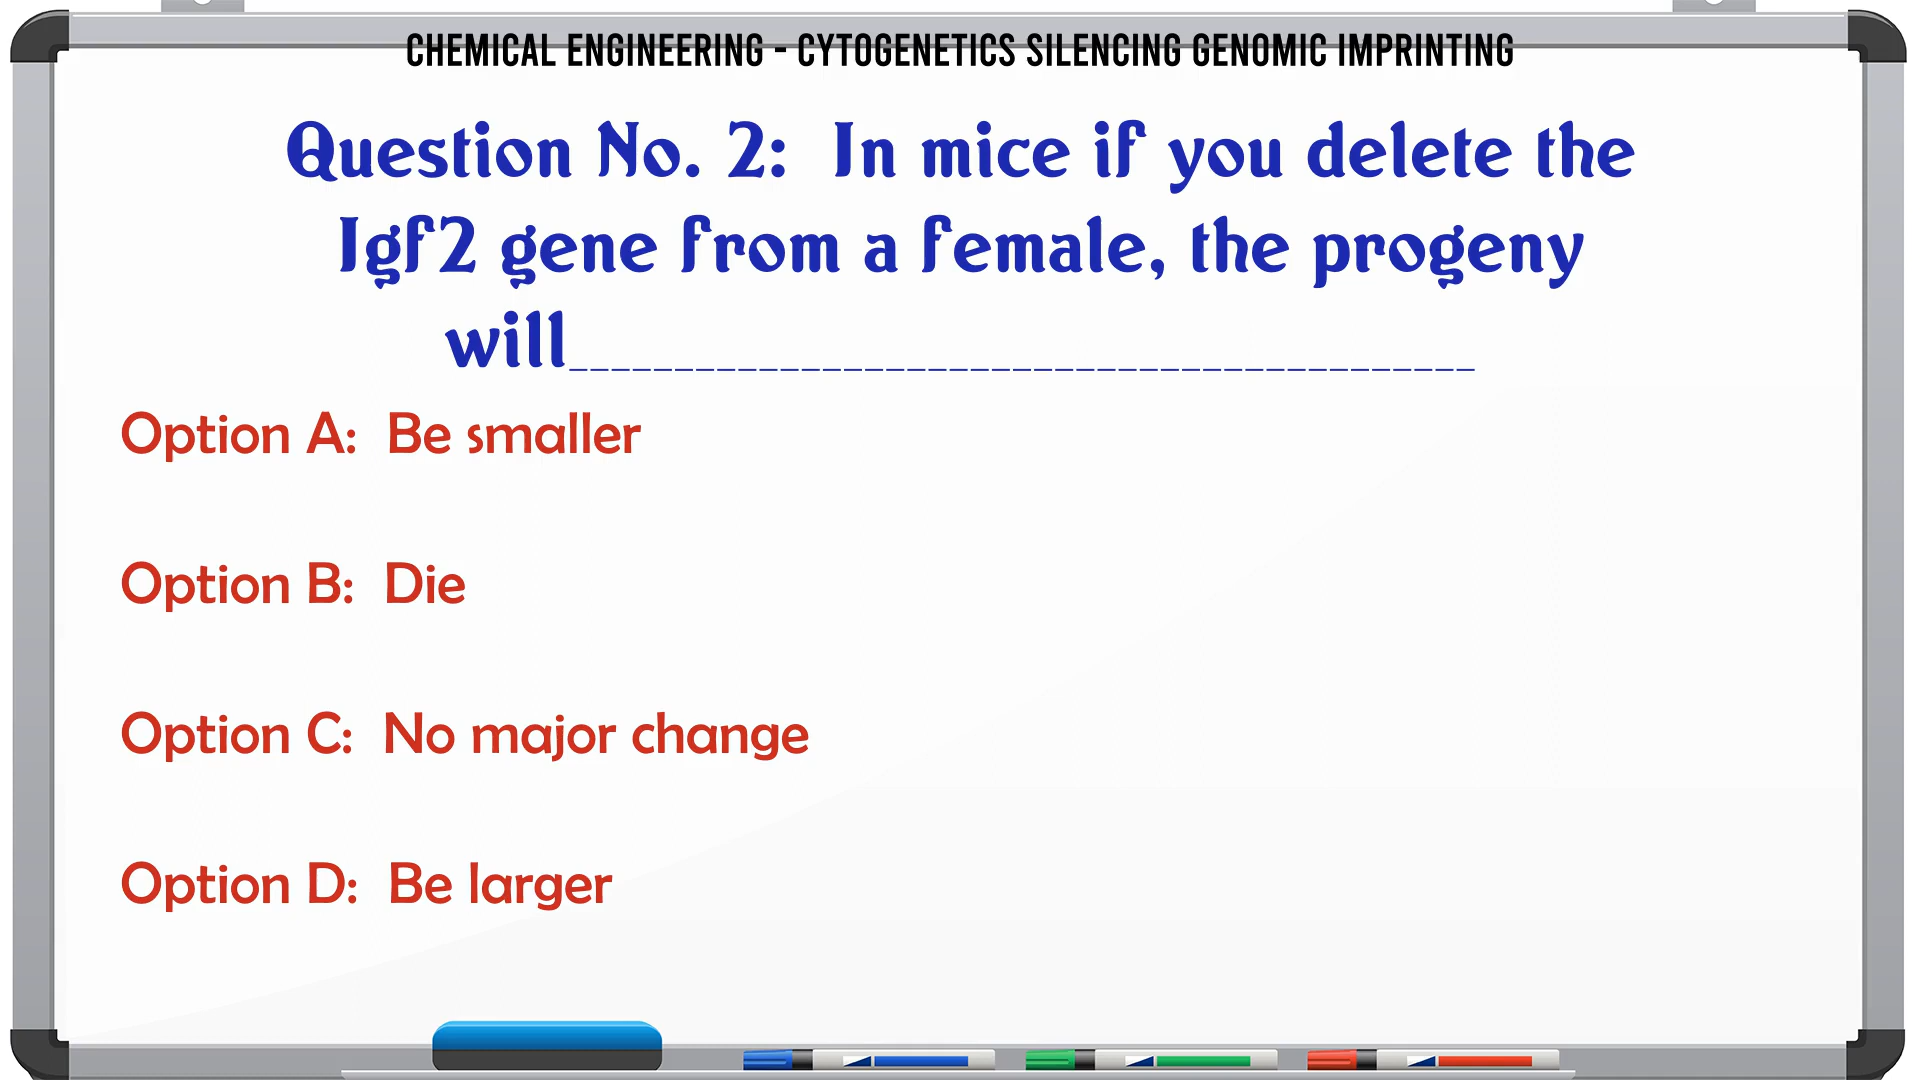 CHEMICAL ENGINEERING - CYTOGENETICS SILENCING GENOMIC IMPRINTING
Question No. 2: In mice if you delete the
Igf2 gene from a female, the progeny
will___________________________________________
Option A: Be smaller
Option B: Die
Option C: No major change
Option D: Be larger